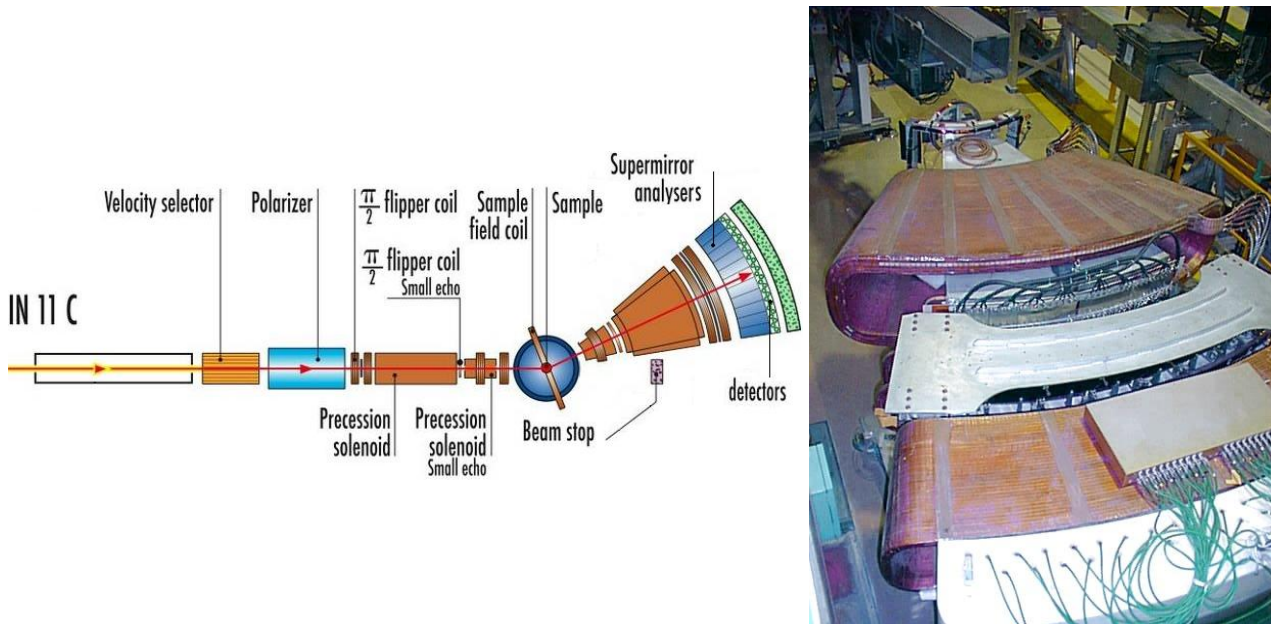 Velocity selector
Polarizer
π/2 flipper coil
π/2 flipper coil
Small echo
Sample
field coil
Sample
Supermirror
analysers
IN 11 C
Precession
solenoid
Precession
solenoid
Small echo
Beam stop
detectors